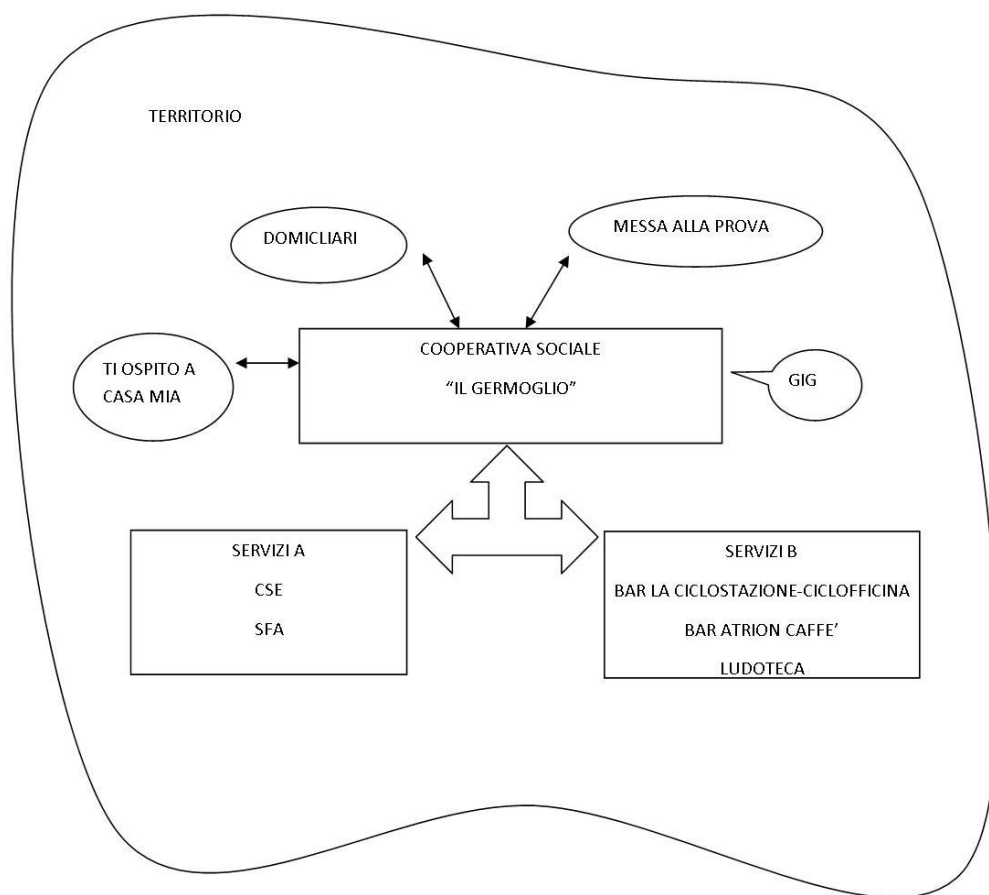 TERRITORIO
DOMICLIARI
MESSA ALLA PROVA
COOPERATIVA SOCIALE
“IL GERMOGLIO”
TI OSPITO A
CASA MIA
GIG
SERVIZI A
CSE
SFA
SERVIZI B
BAR LA CICLOSTAZIONE-CICLOFFICINA
BAR ATRION CAFFE’
LUDOTECA